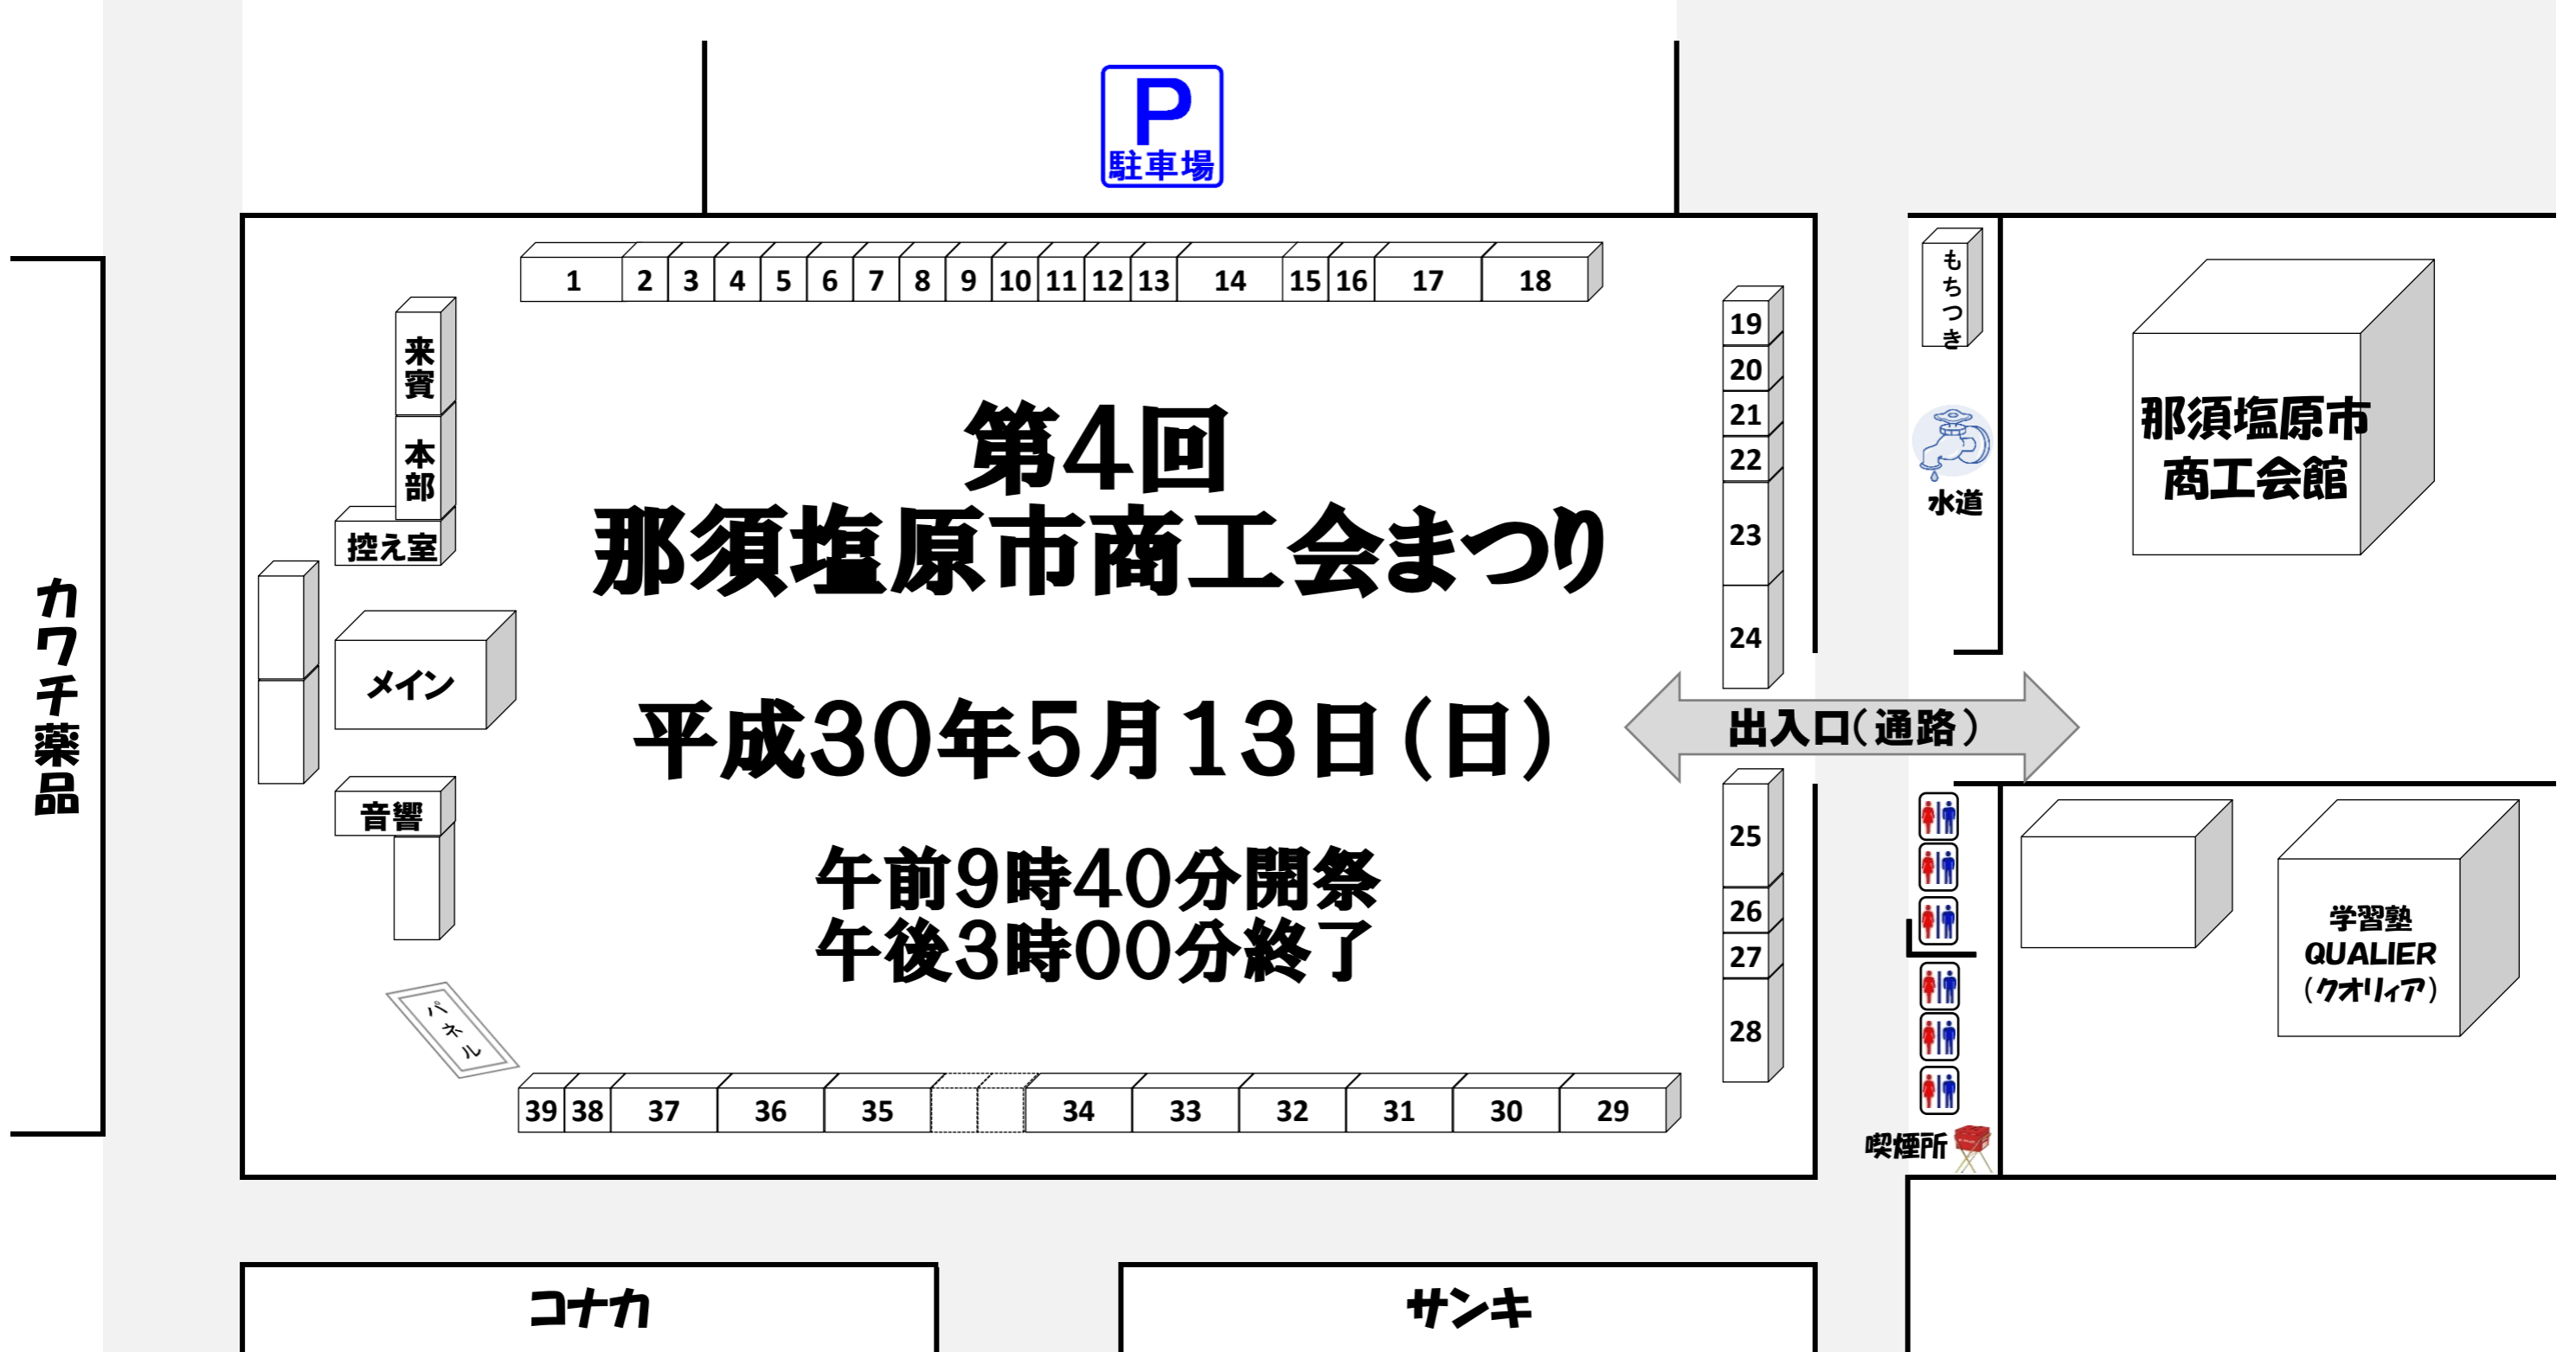 P
駐車場
1 2 3 4 5 6 7 8 9 10 11 12 13 14 15 16 17 18
来賓
本部
控え室
メイン
音響
パネル
カワチ薬品
第4回
那須塩原市商工会まつり
平成30年5月13日(日)
午前9時40分開祭
午後3時00分終了
19
20
21
22
23
24
出入口(通路)
25
26
27
28
39 38 37 36 35 34 33 32 31 30 29
もちつき
水道
那須塩原市
商工会館
学習塾
QUALIER
(クオリィア)
喫煙所
コナカ
サンキ